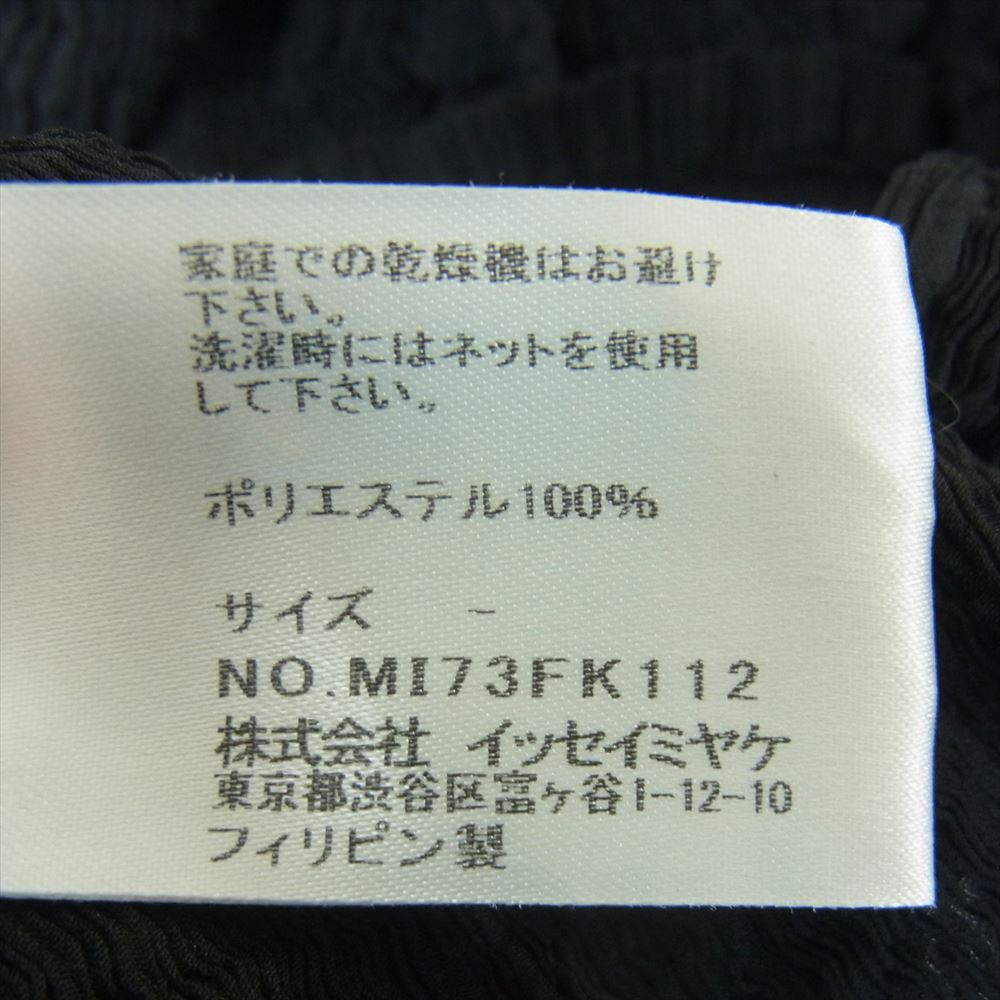 家庭での乾燥機はお避け
下さい。
洗濯時にはネットを使用
して下さい。
ポリエステル100%
サイズ -
NO.MI73FK112
株式会社 イッセイミヤケ
東京都渋谷区富ヶ谷1-12-10
フィリピン製